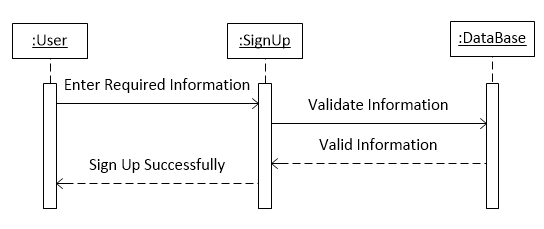 :User
:SignUp
:DataBase
Enter Required Information
Validate Information
Valid Information
Sign Up Successfully